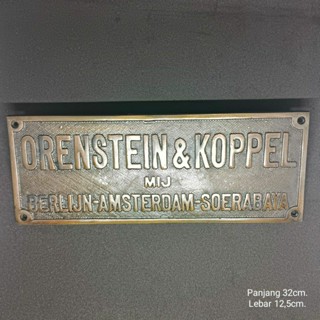 ORENSTEIN & KOPPEL
MIJ
BERLIJN-AMSTERDAM-SOERABAYA
Panjang 32cm.
Lebar 12,5cm.